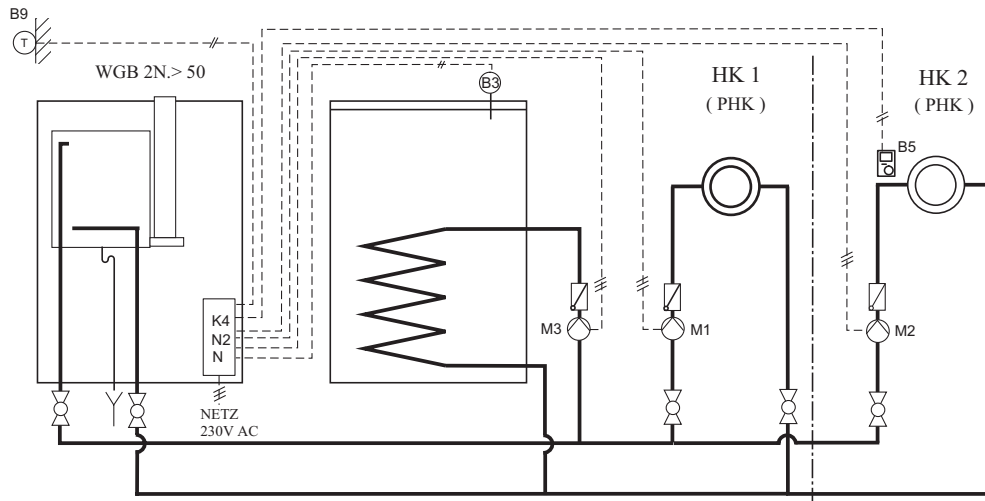 B9
T
WGB 2N.> 50
B3
HK 1
( PHK )
HK 2
( PHK )
B5
K4
N2
N
M3
M1
M2
NETZ
230V AC